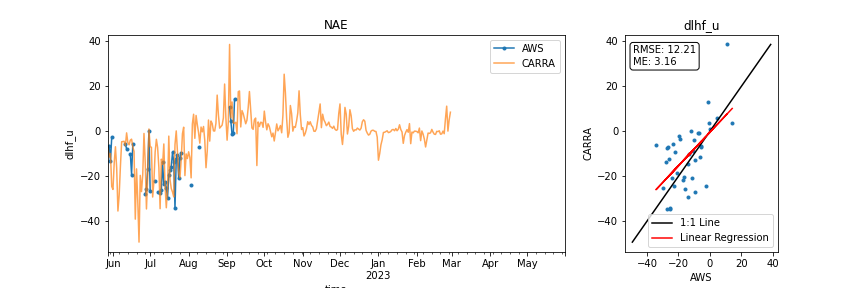 NAE
dlhf_u
40
20
0
−20
−40
AWS
CARRA
Jun
Jul
Aug
Sep
Oct
Nov
Dec
Jan
2023
Feb
Mar
Apr
May
time
dlhf_u
RMSE: 12.21
ME: 3.16
CARRA
40
20
0
−20
−40
1:1 Line
Linear Regression
−40
−20
0
20
40
AWS